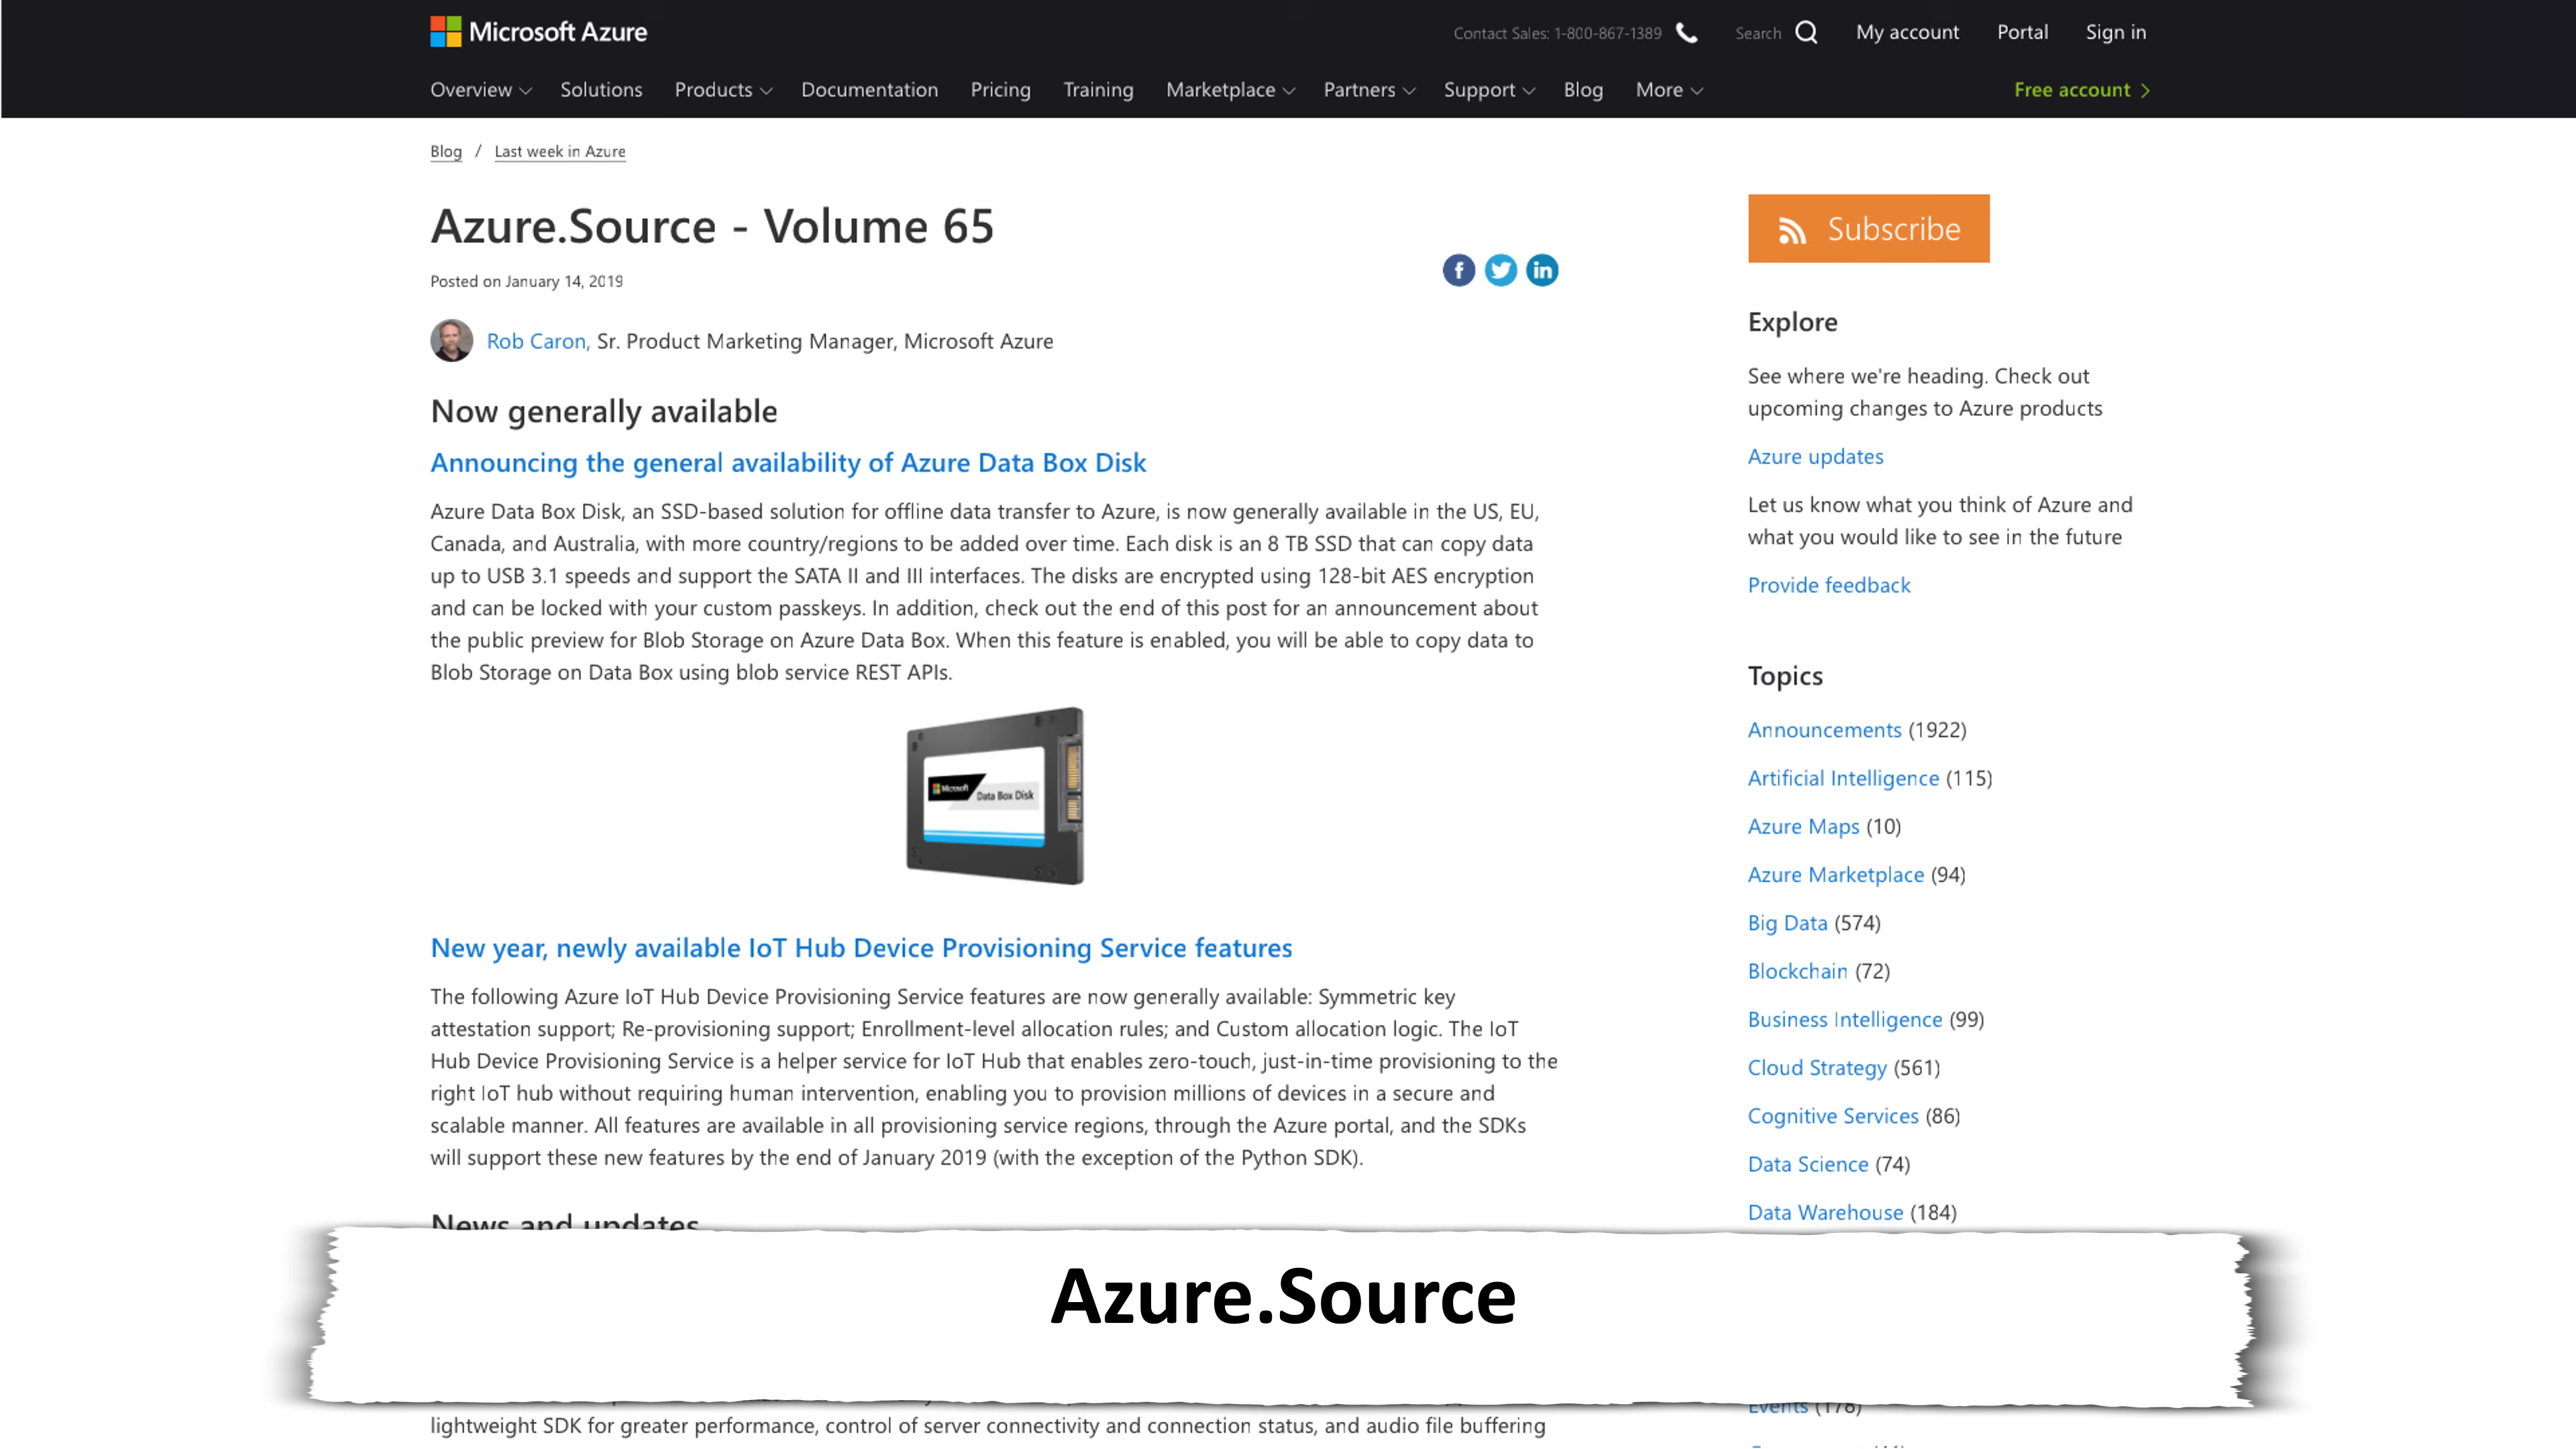 Microsoft Azure
Contact Sales: 1-800-867-1389
Search
My account
Portal
Sign in
Overview
Solutions
Products
Documentation
Pricing
Training
Marketplace
Partners
Support
Blog
More
Free account
Blog / Last week in Azure
Azure.Source - Volume 65
Posted on January 14, 2019
Rob Caron, Sr. Product Marketing Manager, Microsoft Azure
Now generally available
Announcing the general availability of Azure Data Box Disk
Azure Data Box Disk, an SSD-based solution for offline data transfer to Azure, is now generally available in the US, EU,
Canada, and Australia, with more country/regions to be added over time. Each disk is an 8 TB SSD that can copy data
up to USB 3.1 speeds and support the SATA II and III interfaces. The disks are encrypted using 128-bit AES encryption
and can be locked with your custom passkeys. In addition, check out the end of this post for an announcement about
the public preview for Blob Storage on Azure Data Box. When this feature is enabled, you will be able to copy data to
Blob Storage on Data Box using blob service REST APIs.
Microsoft
Data Box Disk
New year, newly available IoT Hub Device Provisioning Service features
The following Azure IoT Hub Device Provisioning Service features are now generally available: Symmetric key
attestation support; Re-provisioning support; Enrollment-level allocation rules; and Custom allocation logic. The IoT
Hub Device Provisioning Service is a helper service for IoT Hub that enables zero-touch, just-in-time provisioning to the
right IoT hub without requiring human intervention, enabling you to provision millions of devices in a secure and
scalable manner. All features are available in all provisioning service regions, through the Azure portal, and the SDKs
will support these new features by the end of January 2019 (with the exception of the Python SDK).
News and updates
lightweight SDK for greater performance, control of server connectivity and connection status, and audio file buffering
Subscribe
Explore
See where we're heading. Check out
upcoming changes to Azure products
Azure updates
Let us know what you think of Azure and
what you would like to see in the future
Provide feedback
Topics
Announcements (1922)
Artificial Intelligence (115)
Azure Maps (10)
Azure Marketplace (94)
Big Data (574)
Blockchain (72)
Business Intelligence (99)
Cloud Strategy (561)
Cognitive Services (86)
Data Science (74)
Data Warehouse (184)
Events (178)
Azure.Source